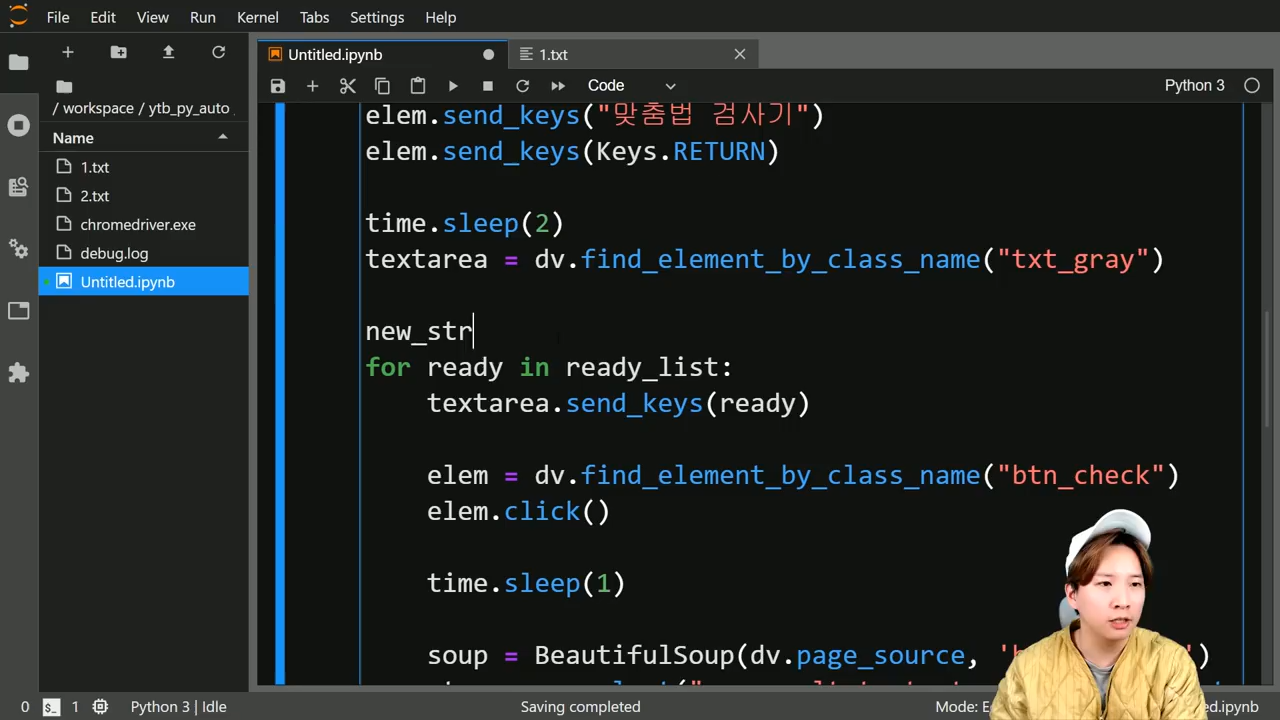 File Edit View Run Kernel Tabs Settings Help
Untitled.ipynb
1.txt
Code
Python 3
/ workspace / ytb_py_auto
Name
1.txt
2.txt
chromedriver.exe
debug.log
Untitled.ipynb
elem.send_keys("맞춤법 검사기")
elem.send_keys(Keys.RETURN)
time.sleep(2)
textarea = dv.find_element_by_class_name("txt_gray")
new_str
for ready in ready_list:
textarea.send_keys(ready)
elem = dv.find_element_by_class_name("btn_check")
elem.click()
time.sleep(1)
soup = BeautifulSoup(dv.page_source, ')
0 1 Python 3 | Idle Saving completed Mode: